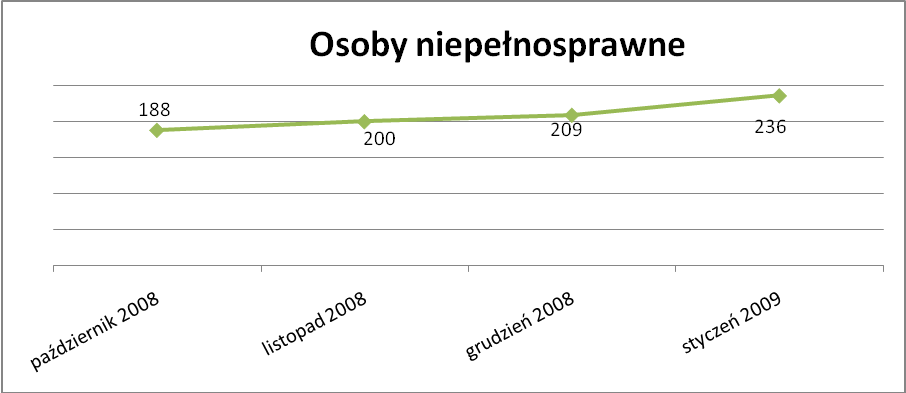 Osoby niepełnosprawne
188
200
209
236
październik 2008
listopad 2008
grudzień 2008
styczeń 2009